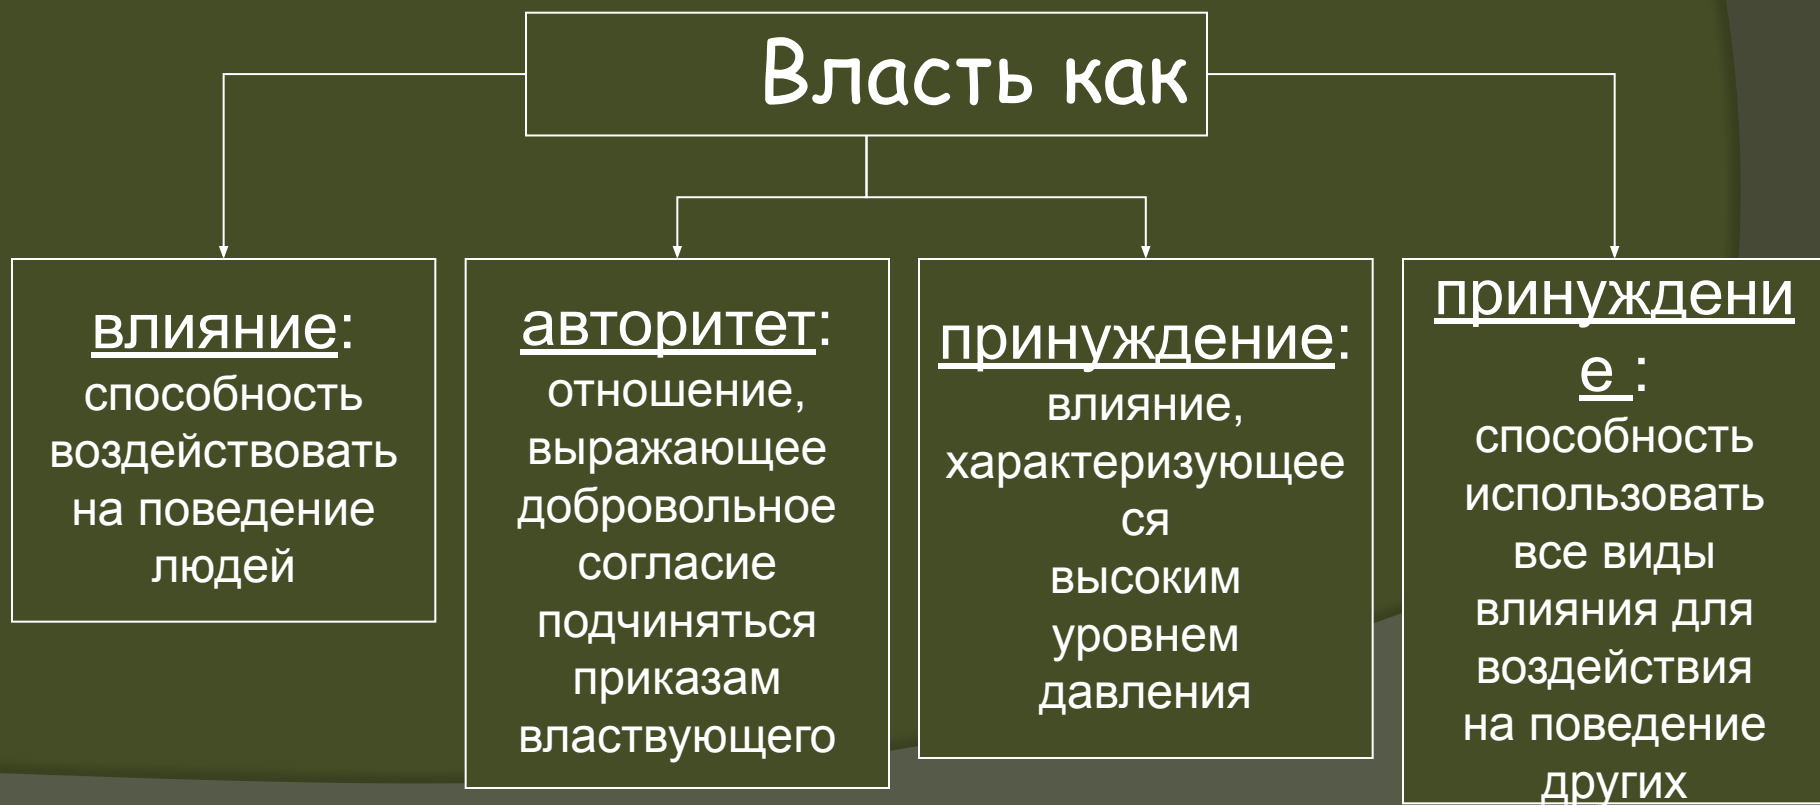 Власть как
влияние:
способность
воздействовать
на поведение
людей
авторитет:
отношение,
выражающее
добровольное
согласие
подчиняться
приказам
властвующего
принуждение:
влияние,
характеризующее
ся
высоким
уровнем
давления
принуждени
е :
способность
использовать
все виды
влияния для
воздействия
на поведение
других